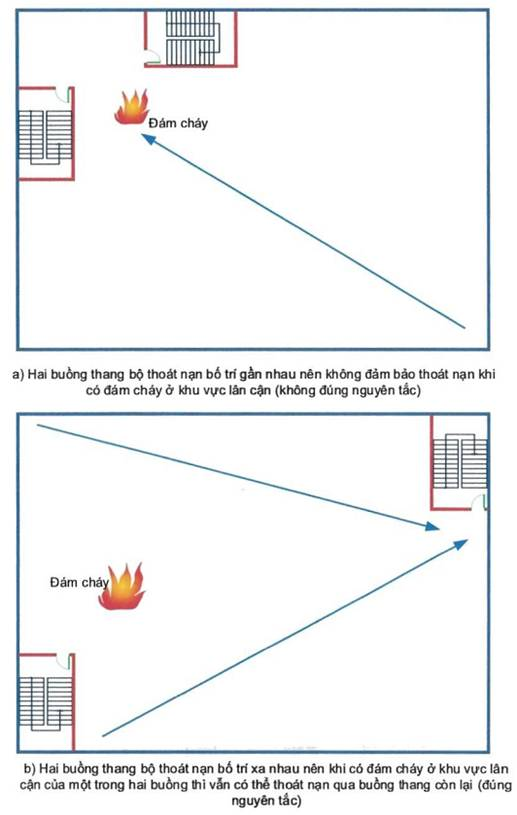 Đám cháy
a) Hai buồng thang bộ thoát nạn bố trí gần nhau nên không đảm bảo thoát nạn khi
có đám cháy ở khu vực lân cận (không đúng nguyên tắc)
Đám cháy
b) Hai buồng thang bộ thoát nạn bố trí xa nhau nên khi có đám cháy ở khu vực lân
cận của một trong hai buồng thì vẫn có thể thoát nạn qua buồng thang còn lại (đúng
nguyên tắc)